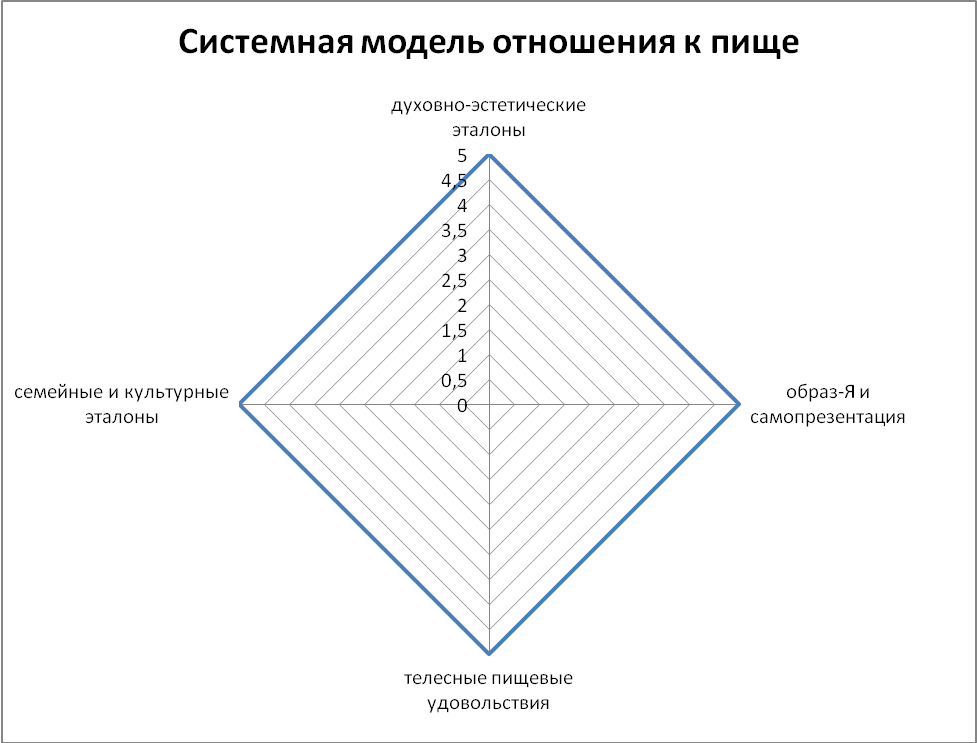 Системная модель отношения к пище
духовно-эстетические
эталоны
5
4,5
4
3,5
3
2,5
2
1,5
1
0,5
0
семейные и культурные
эталоны
образ-Я и
самопрезентация
телесные пищевые
удовольствия